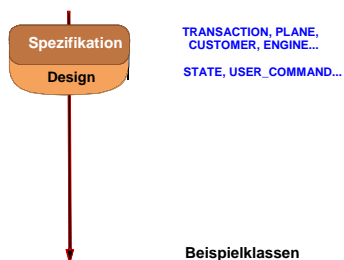 Spezifikation
TRANSACTION, PLANE,
CUSTOMER, ENGINE...
Design
STATE, USER_COMMAND...
Beispielklassen